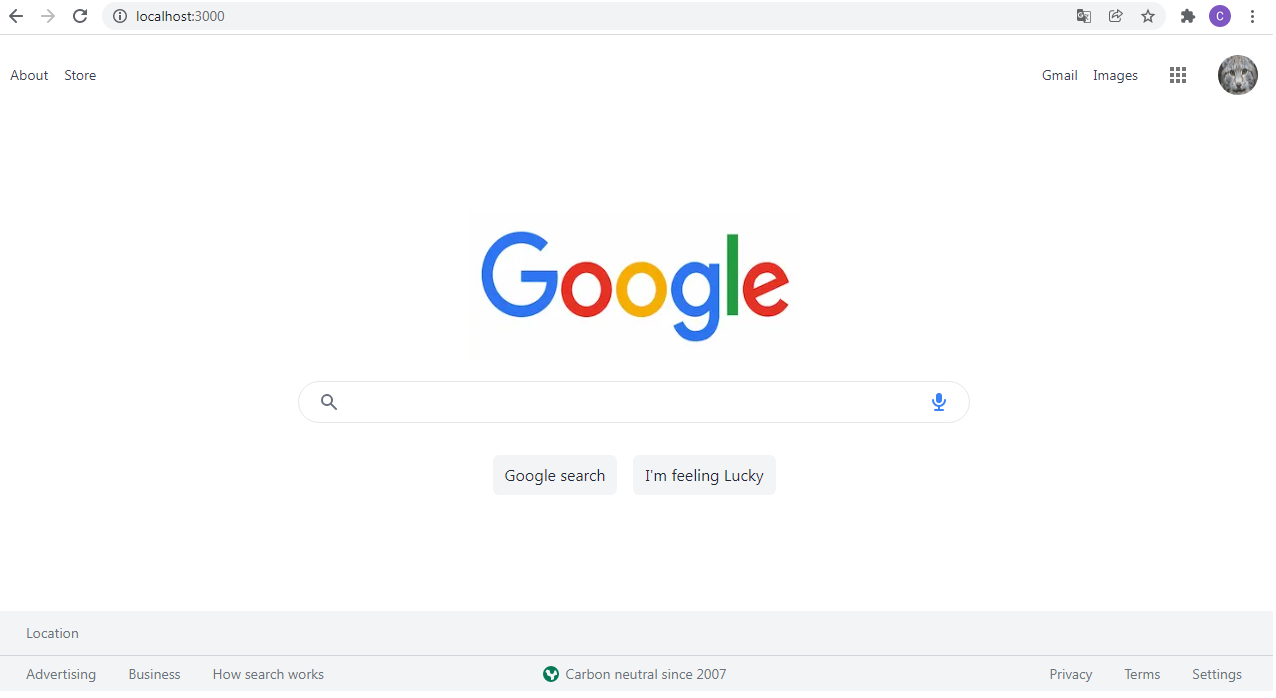 localhost:3000
C
About Store Gmail Images
Google
Google search I'm feeling Lucky
Location
Advertising Business How search works Carbon neutral since 2007 Privacy Terms Settings